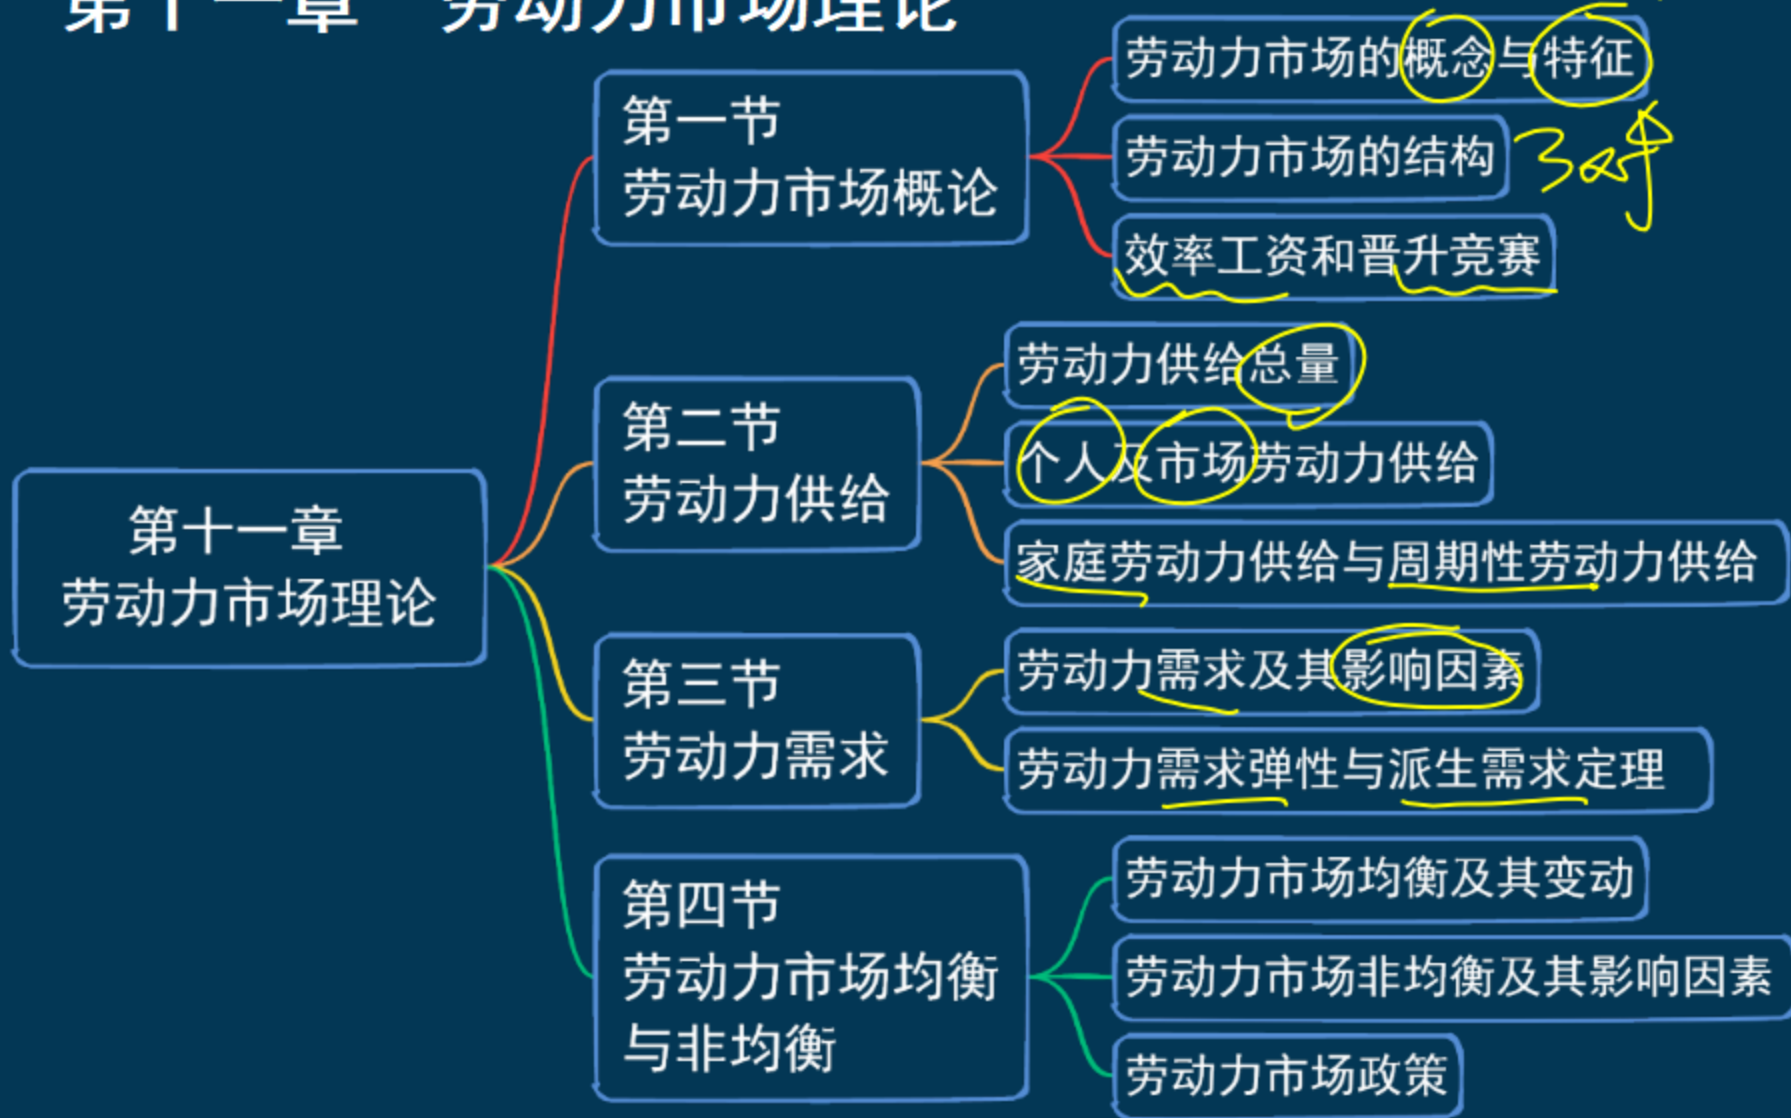 第十一章 劳动力市场理论
第十一章
劳动力市场理论
第一节
劳动力市场概论
劳动力市场的概念与特征
劳动力市场的结构
3对
效率工资和晋升竞赛
第二节
劳动力供给
劳动力供给总量
个人及市场劳动力供给
家庭劳动力供给与周期性劳动力供给
第三节
劳动力需求
劳动力需求及其影响因素
劳动力需求弹性与派生需求定理
第四节
劳动力市场均衡
与非均衡
劳动力市场均衡及其变动
劳动力市场非均衡及其影响因素
劳动力市场政策